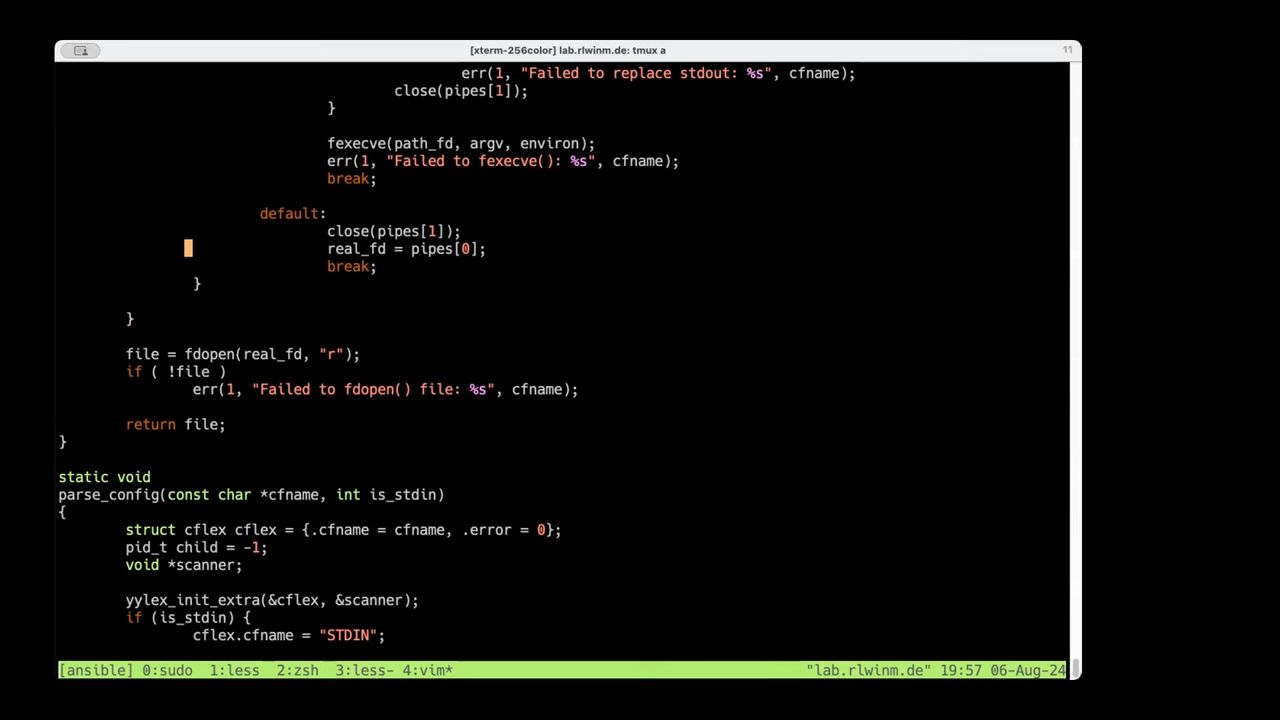 [xterm-256color] lab.rlwinm.de: tmux a
11
err(1, "Failed to replace stdout: %s", cfname);
close(pipes[1]);
}
fexecve(path_fd, argv, environ);
err(1, "Failed to fexecve(): %s", cfname);
break;
default:
close(pipes[1]);
real_fd = pipes[0];
break;
}
}
file = fdopen(real_fd, "r");
if ( !file )
err(1, "Failed to fdopen() file: %s", cfname);
return file;
}
static void
parse_config(const char *cfname, int is_stdin)
{
struct cflex cflex = {.cfname = cfname, .error = 0};
pid_t child = -1;
void *scanner;
yylex_init_extra(&cflex, &scanner);
if (is_stdin) {
cflex.cfname = "STDIN";
[ansible] 0:sudo 1:less 2:zsh 3:less- 4:vim* "lab.rlwinm.de" 19:57 06-Aug-24